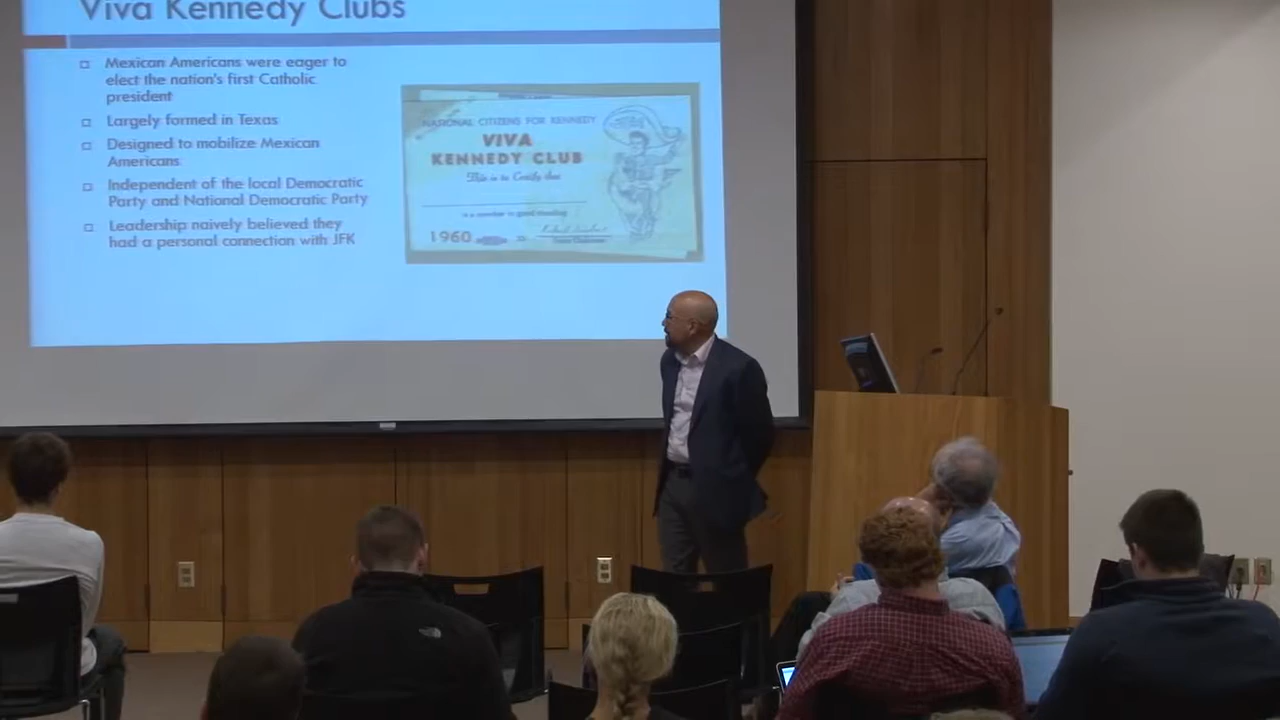 Viva Kennedy Clubs
Mexican Americans were eager to
elect the nation's first Catholic
president
Largely formed in Texas
Designed to mobilize Mexican
Americans
Independent of the local Democratic
Party and National Democratic Party
Leadership naively believed they
had a personal connection with JFK
NATIONAL CITIZENS FOR KENNEDY
VIVA
KENNEDY CLUB
This is to Certify that
is a member in good standing
1960